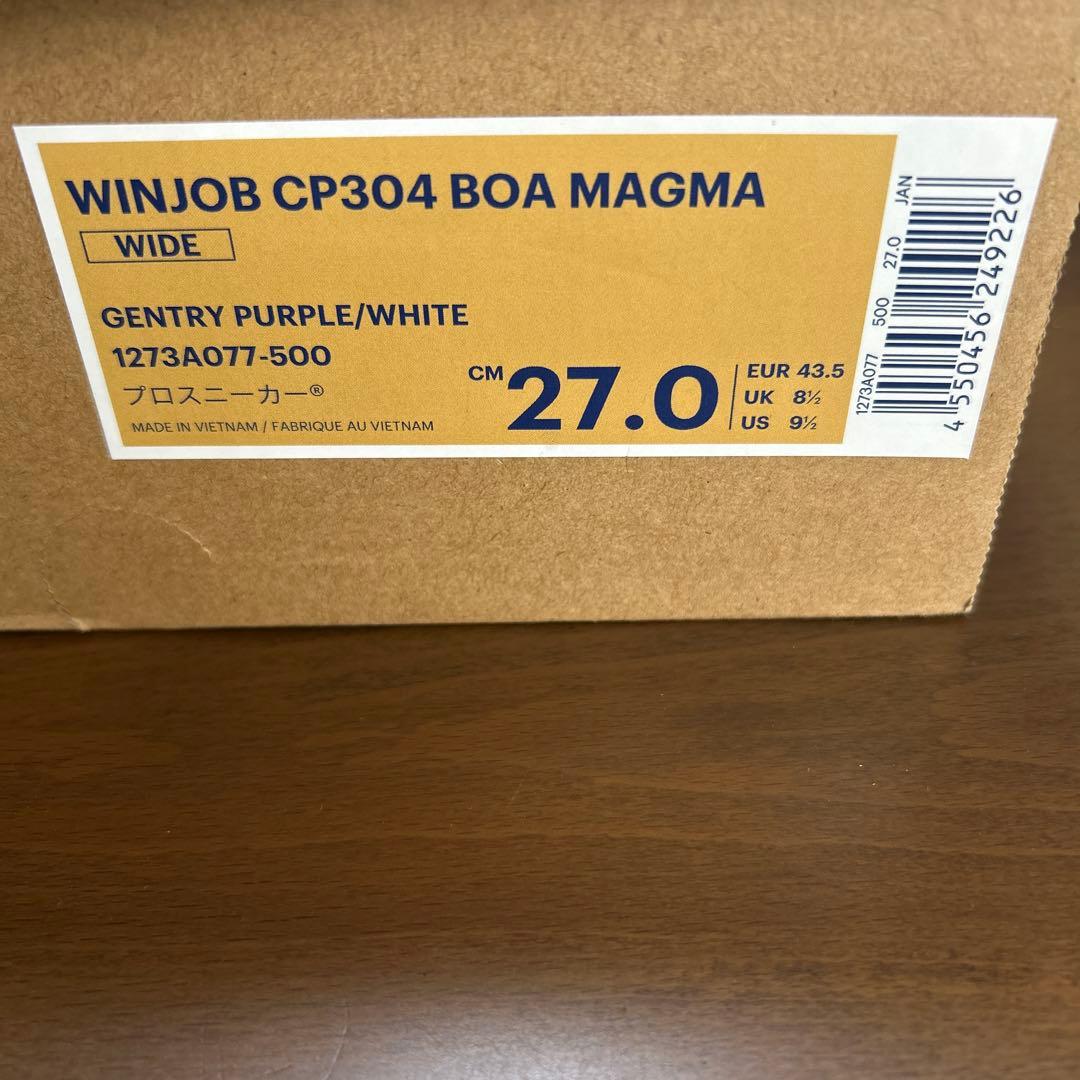 WINJOB CP304 BOA MAGMA
WIDE
GENTRY PURPLE/WHITE
1273A077-500
プロスニーカー®
MADE IN VIETNAM / FABRIQUE AU VIETNAM
CM 27.0
EUR 43.5
UK 8½
US 9½
1273A077 500 27.0 JAN
4 550456 249226